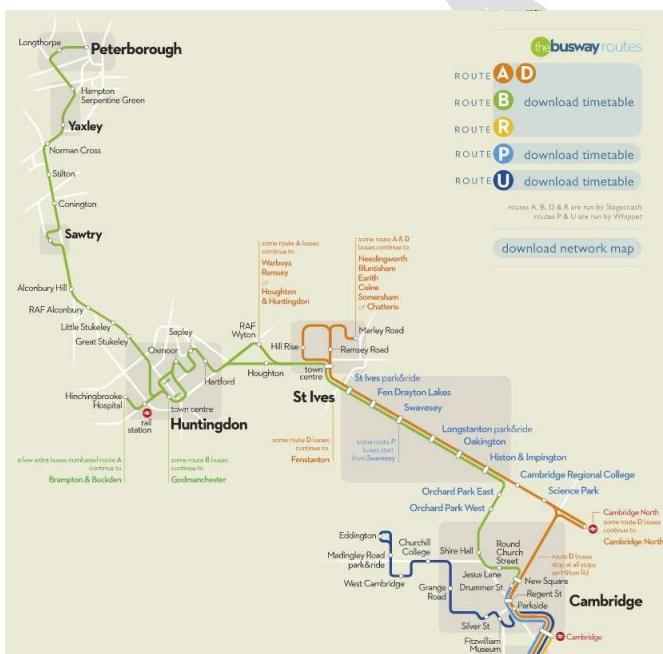 Longthorpe
Peterborough
Hampton
Serpentine Green
Yaxley
Norman Cross
Stilton
Conington
Sawtry
Alconbury Hill
RAF Alconbury
Little Stukeley
Great Stukeley
Sapley
Oxmoor
Hinchingbrooke
Hospital
rail
station
town centre
Huntingdon
Hartford
RAF
Wyton
Houghton
a few extra buses numbered route A
continue to
Brampton & Buckden
some route B buses
continue to
Godmanchester
some route A buses
continue to
Warboys
Ramsey
or
Houghton
& Huntingdon
some route A & D
buses continue to
Needingworth
Bluntisham
Earith
Colne
Somersham
or Chatteris
Hill Rise
Marley Road
Ramsey Road
town
centre
St Ives
St Ives park&ride
Fen Drayton Lakes
Swavesey
Longstanton park&ride
Oakington
Histon & Impington
Cambridge Regional College
Science Park
some route D buses
continue to
Fenstanton
some route P
buses start
from Swavesey
Orchard Park East
Orchard Park West
Cambridge North
some route D buses
continue to
Cambridge North
route D buses
stop at all stops
on Milton Rd
Eddington
Madingley Road
park&ride
West Cambridge
Churchill
College
Grange
Road
Silver St
Shire Hall
Round
Church
Street
Jesus Lane
Drummer St
New Square
Regent St
Parkside
Fitzwilliam
Museum
Cambridge
Cambridge
thebusway routes
ROUTE A D
ROUTE B download timetable
R
ROUTE P download timetable
ROUTE U download timetable
routes A, B, D & R are run by Stagecoach
routes P & U are run by Whippet
download network map